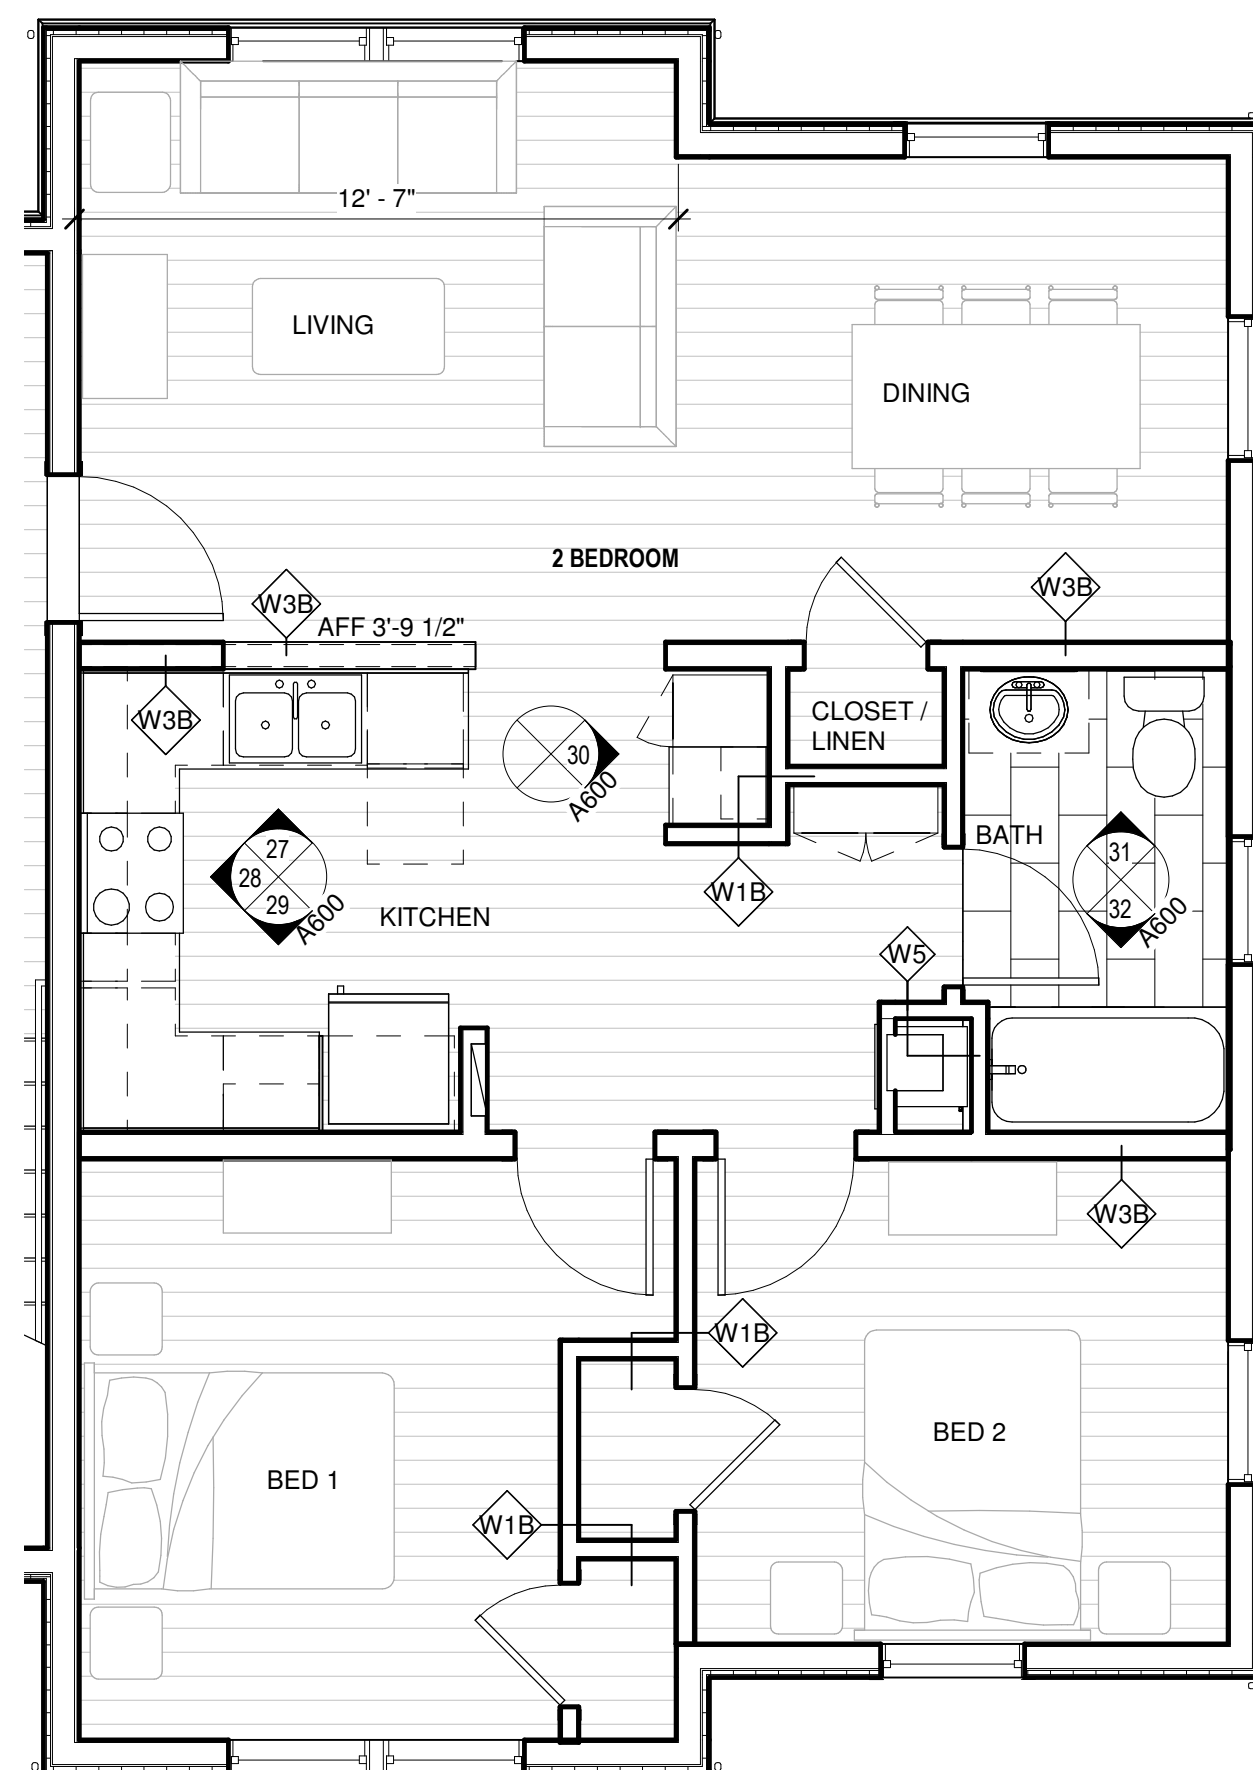 12' - 7"
LIVING
DINING
2 BEDROOM
W3B
W3B
AFF 3'-9 1/2"
W3B
CLOSET /
LINEN
30
A600
BATH
27
28
29
A600
KITCHEN
W1B
31
32
A600
W5
W3B
W1B
BED 2
BED 1
W1B